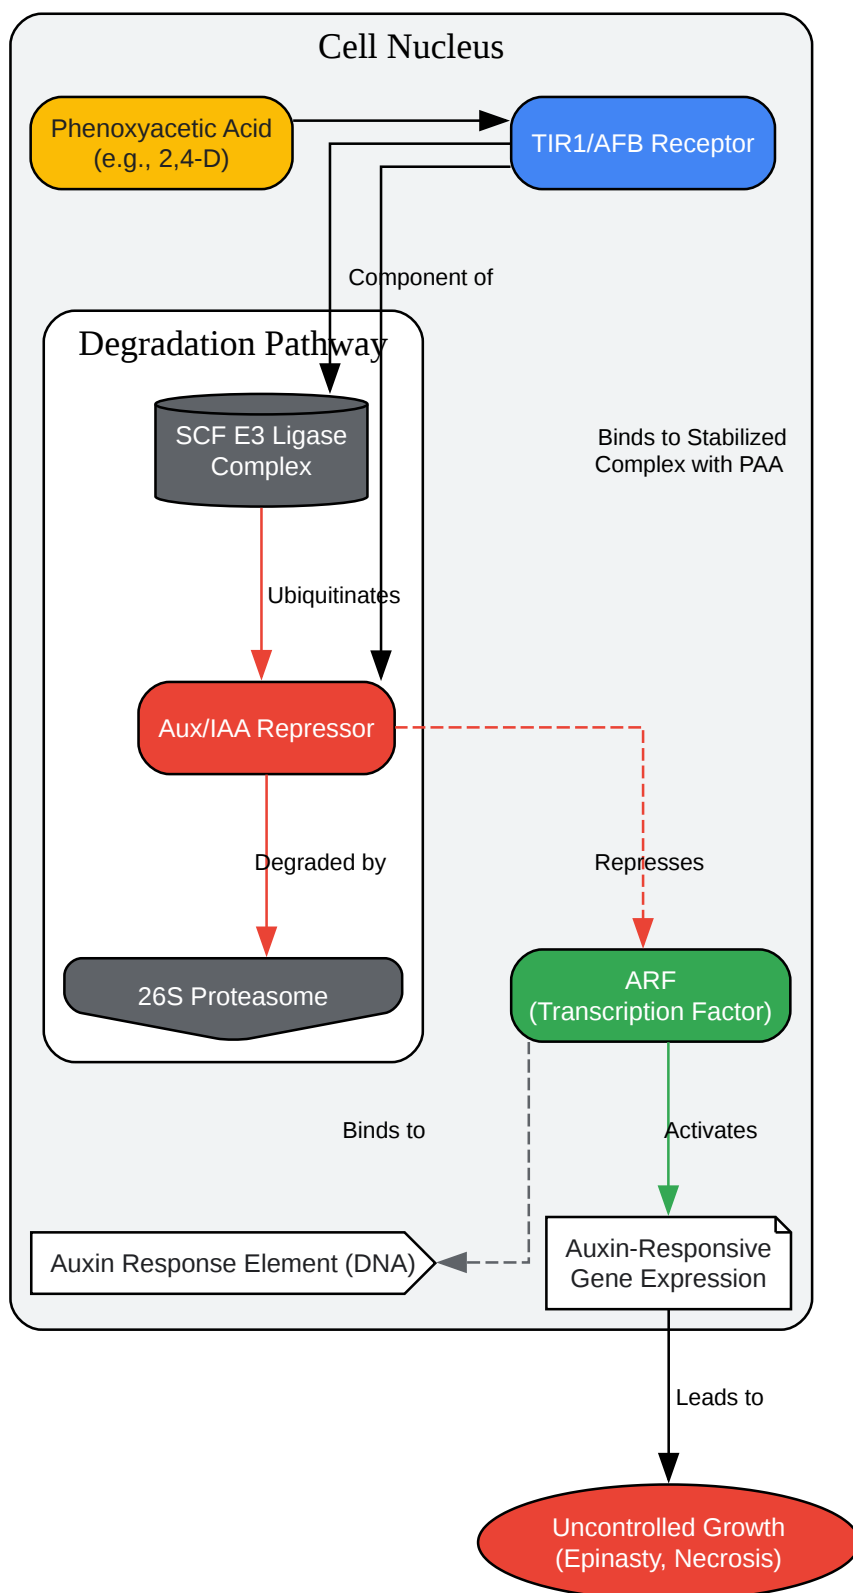 Cell Nucleus
Phenoxyacetic Acid
(e.g., 2,4-D)
TIR1/AFB Receptor
Component of
Degradation Pathway
SCF E3 Ligase
Complex
Binds to Stabilized
Complex with PAA
Ubiquitinates
Aux/IAA Repressor
Degraded by
Represses
26S Proteasome
ARF
(Transcription Factor)
Binds to
Activates
Auxin Response Element (DNA)
Auxin-Responsive
Gene Expression
Leads to
Uncontrolled Growth
(Epinasty, Necrosis)